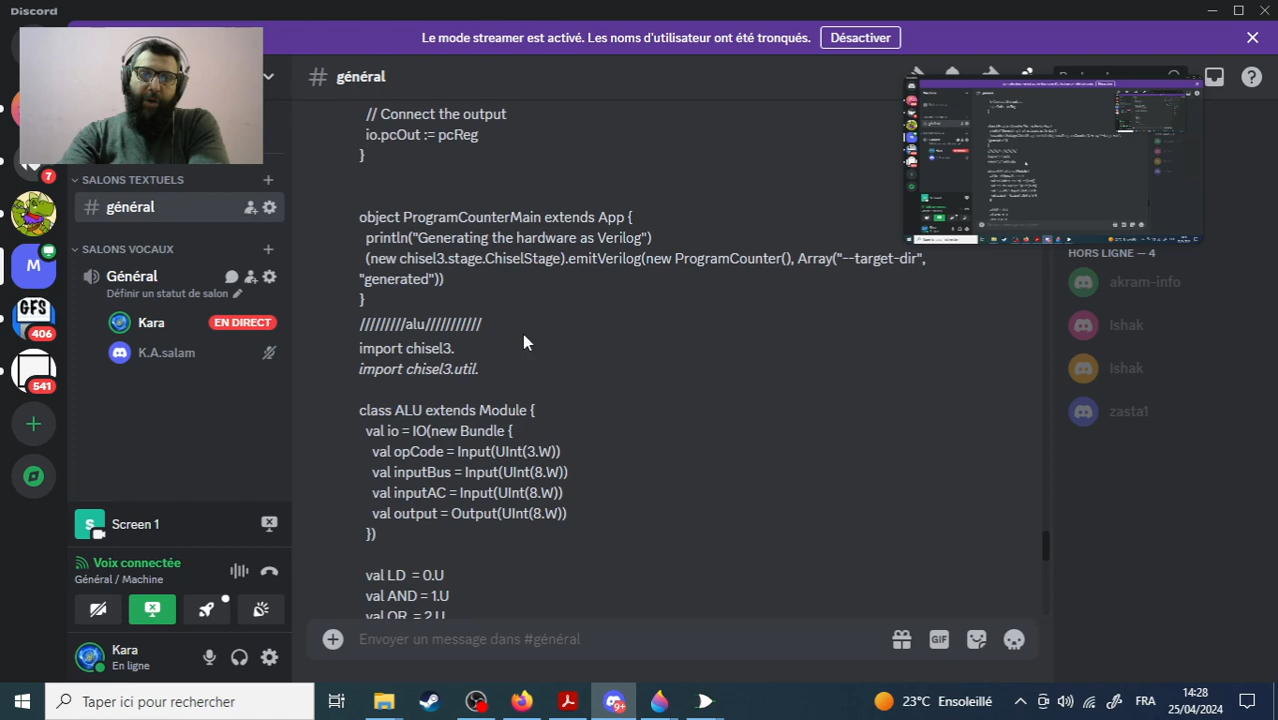 Discord
Le mode streamer est activé. Les noms d'utilisateur ont été tronqués.
Désactiver
général
SALONS TEXTUELS
général
SALONS VOCAUX
Général
Définir un statut de salon
Kara
EN DIRECT
K.A.salam
7
406
541
M
GFS
S
Screen 1
Voix connectée
Général / Machine
Kara
En ligne
// Connect the output
io.pcOut := pcReg
}
object ProgramCounterMain extends App {
println("Generating the hardware as Verilog")
(new chisel3.stage.ChiselStage).emitVerilog(new ProgramCounter(), Array("--target-dir",
"generated"))
}
/////////alu///////////
import chisel3.
import chisel3.util.
class ALU extends Module {
val io = IO(new Bundle {
val opCode = Input(UInt(3.W))
val inputBus = Input(UInt(8.W))
val inputAC = Input(UInt(8.W))
val output = Output(UInt(8.W))
})
val LD = 0.U
val AND = 1.U
val OR = 2.U
Envoyer un message dans #général
GIF
HORS LIGNE — 4
akram-info
Ishak
Ishak
zasta1
Taper ici pour rechercher
9+
23°C Ensoleillé
FRA
14:28
25/04/2024